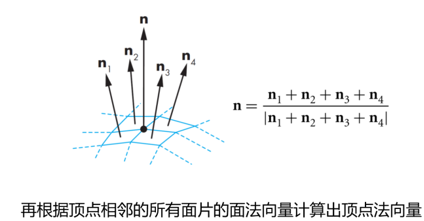 n
n₁ n₂ n₃ n₄
n = (n₁ + n₂ + n₃ + n₄) / |n₁ + n₂ + n₃ + n₄|
再根据顶点相邻的所有面片的面法向量计算出顶点法向量